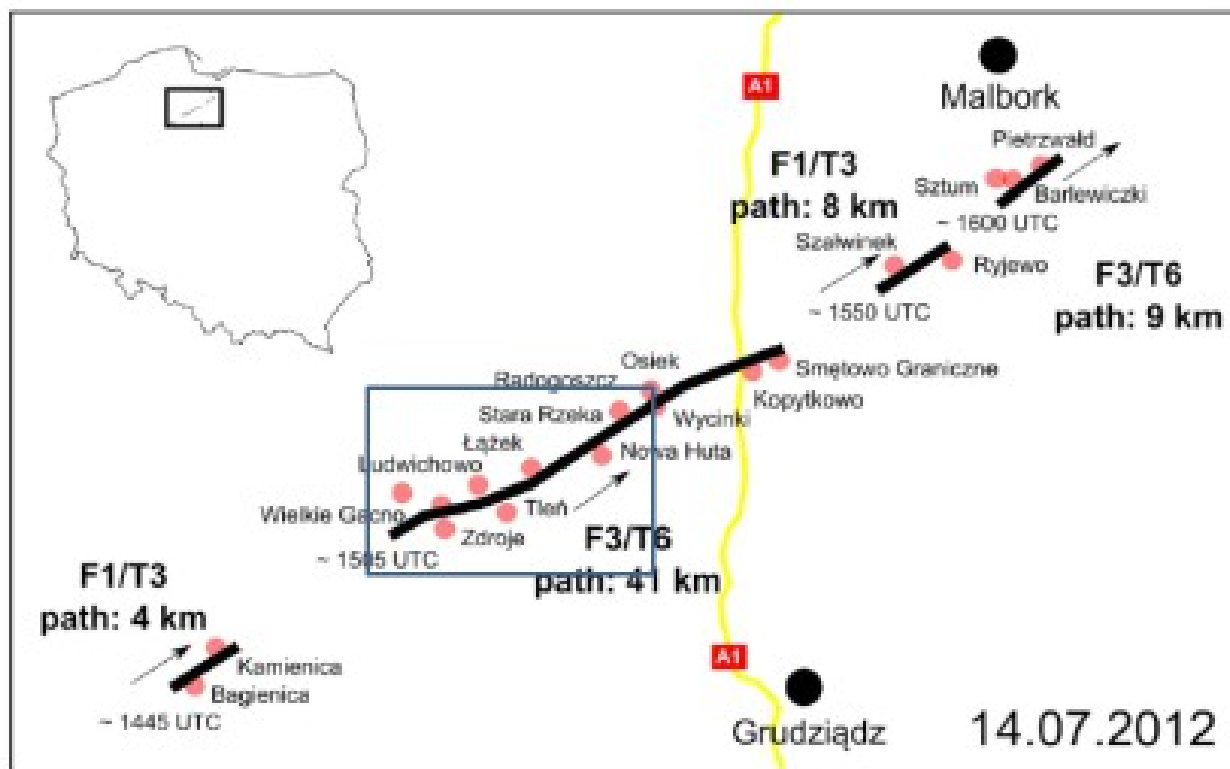 A1
Malbork
Pietrzwałd
F1/T3
path: 8 km
Sztum
Barlewiczki
~ 1600 UTC
Szałwinek
Ryjewo
F3/T6
path: 9 km
~ 1550 UTC
Osiek
Smętowo Graniczne
Radogoszcz
Kopytkowo
Stara Rzeka
Wycinki
Łążek
Nowa Huta
Ludwichowo
Wielkie Gacno
Tleń
Zdroje
~ 1505 UTC
F3/T6
path: 41 km
F1/T3
path: 4 km
A1
Kamienica
Bagienica
~ 1445 UTC
Grudziądz
14.07.2012